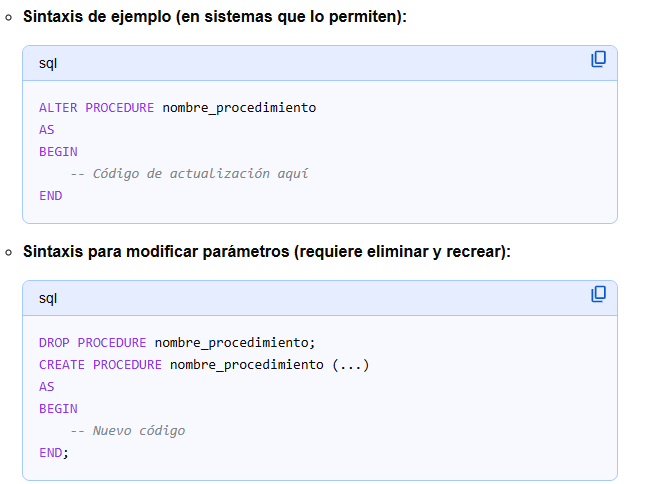 Sintaxis de ejemplo (en sistemas que lo permiten):
sql
ALTER PROCEDURE nombre_procedimiento
AS
BEGIN
    -- Código de actualización aquí
END
Sintaxis para modificar parámetros (requiere eliminar y recrear):
sql
DROP PROCEDURE nombre_procedimiento;
CREATE PROCEDURE nombre_procedimiento (...)
AS
BEGIN
    -- Nuevo código
END;